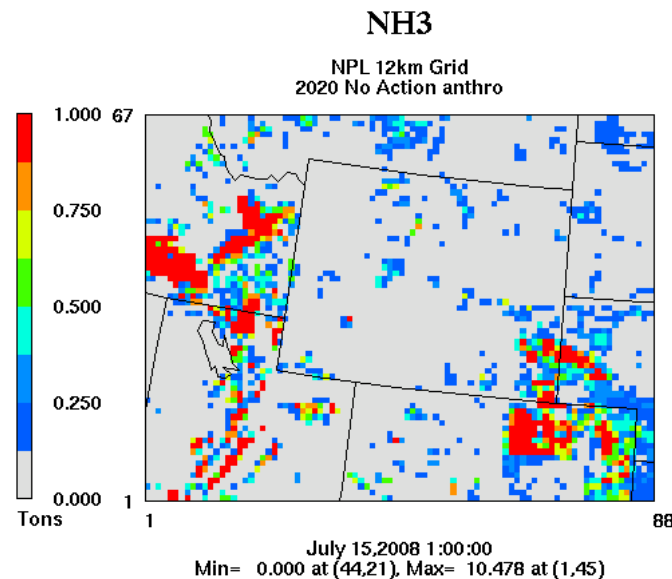 NH3
NPL 12km Grid
2020 No Action anthro
1.000
67
0.750
0.500
0.250
0.000
1
Tons
1
88
July 15,2008 1:00:00
Min= 0.000 at (44,21), Max= 10.478 at (1,45)